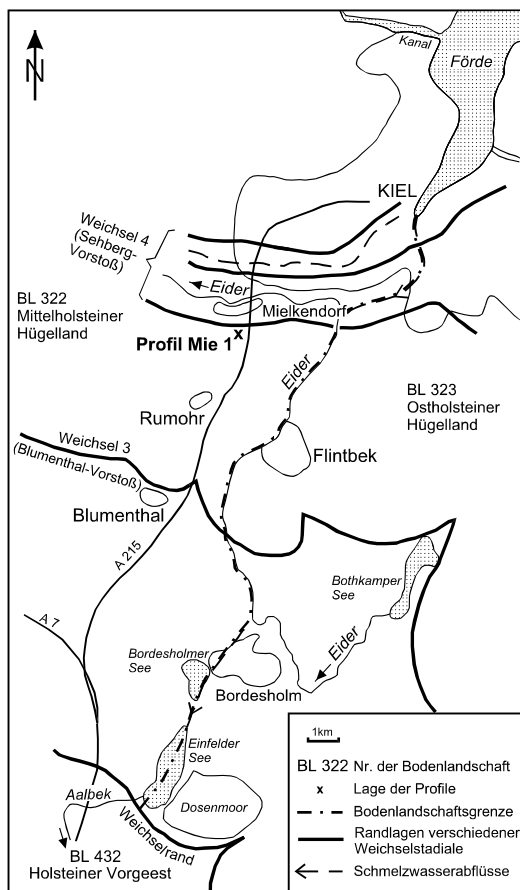 Kanal
Förde
N
KIEL
Weichsel 4
(Sehberg-
Vorstoß)
Eider
BL 322
Mittelholsteiner
Hügelland
Mielkendorf
Profil Mie 1
x
Eider
BL 323
Ostholsteiner
Hügelland
Rumohr
Weichsel 3
(Blumenthal-Vorstoß)
Flintbek
Blumenthal
A 215
Bothkamper
See
A 7
Eider
Bordesholmer
See
Bordesholm
Einfelder
See
Aalbek
Dosenmoor
Weichselrand
BL 432
Holsteiner Vorgeest
1km
BL 322 Nr. der Bodenlandschaft
x Lage der Profile
Bodenlandschaftsgrenze
Randlagen verschiedener
Weichselstadiale
Schmelzwasserabflüsse